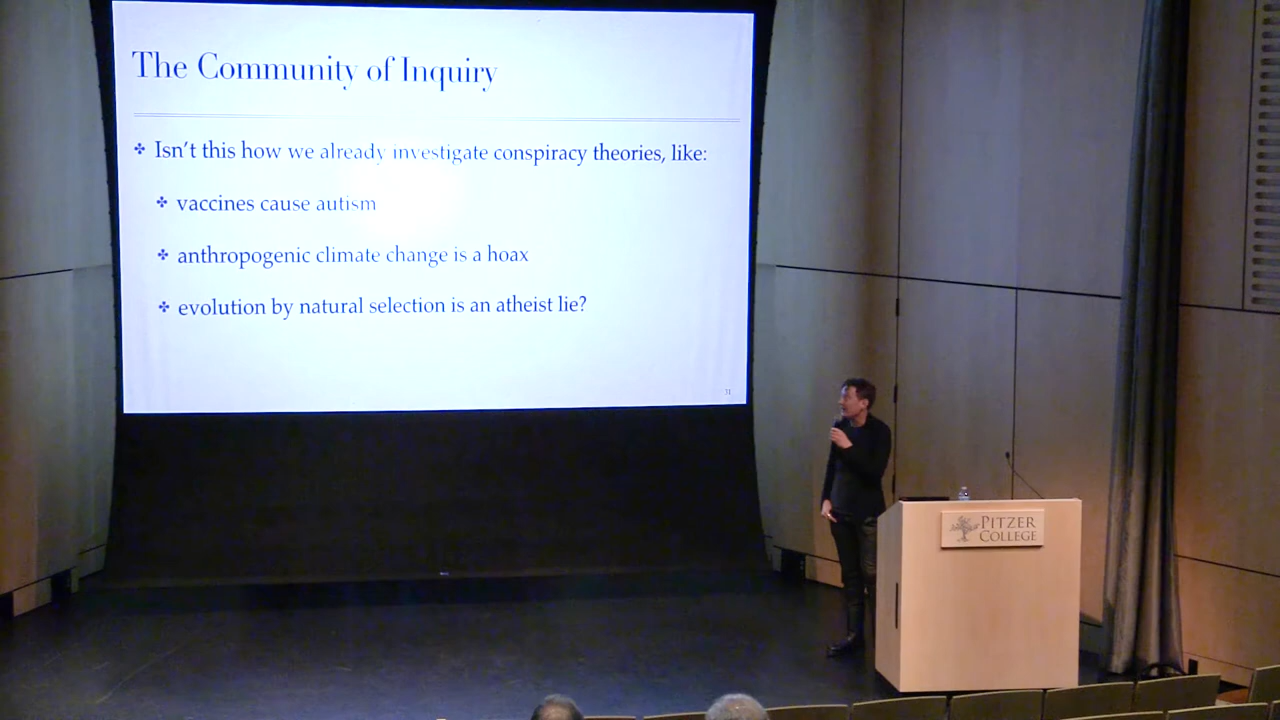 The Community of Inquiry
Isn't this how we already investigate conspiracy theories, like:
vaccines cause autism
anthropogenic climate change is a hoax
evolution by natural selection is an atheist lie?
31
PITZER
COLLEGE